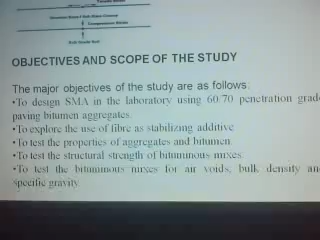 OBJECTIVES AND SCOPE OF THE STUDY
The major objectives of the study are as follows:
•To design SMA in the laboratory using 60/70 penetration grade
paving bitumen aggregates.
•To explore the use of fibre as stabilizing additive
•To test the properties of aggregates and bitumen.
•To test the structural strength of bituminous mixes.
•To test the bituminous mixes for air voids, bulk density and
specific gravity.